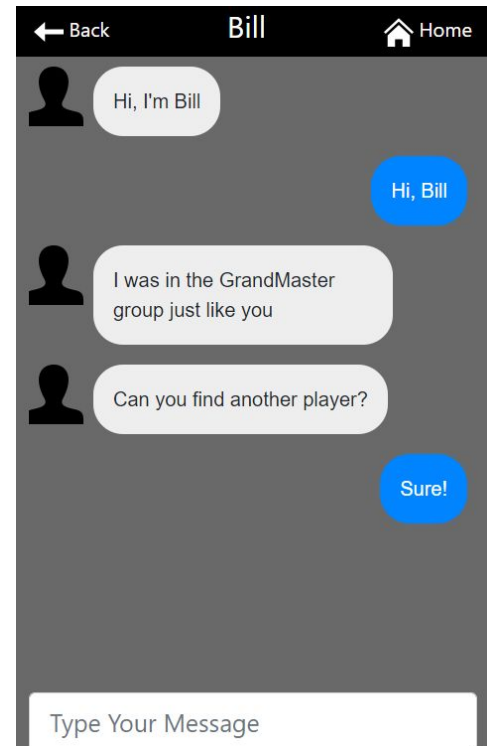 Back
Bill
Home
Hi, I'm Bill
Hi, Bill
I was in the GrandMaster
group just like you
Can you find another player?
Sure!
Type Your Message